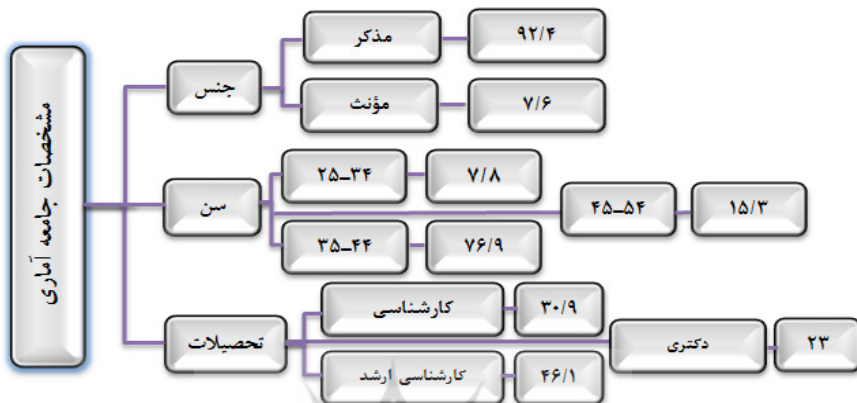 مشخصات جامعه آماری
جنس
مذکر
۹۲/۴
مؤنث
۷/۶
سن
۲۵-۳۴
۷/۸
۴۵-۵۴
۱۵/۳
۳۵-۴۴
۷۶/۹
تحصیلات
کارشناسی
۳۰/۹
دکتری
۲۳
کارشناسی ارشد
۴۶/۱